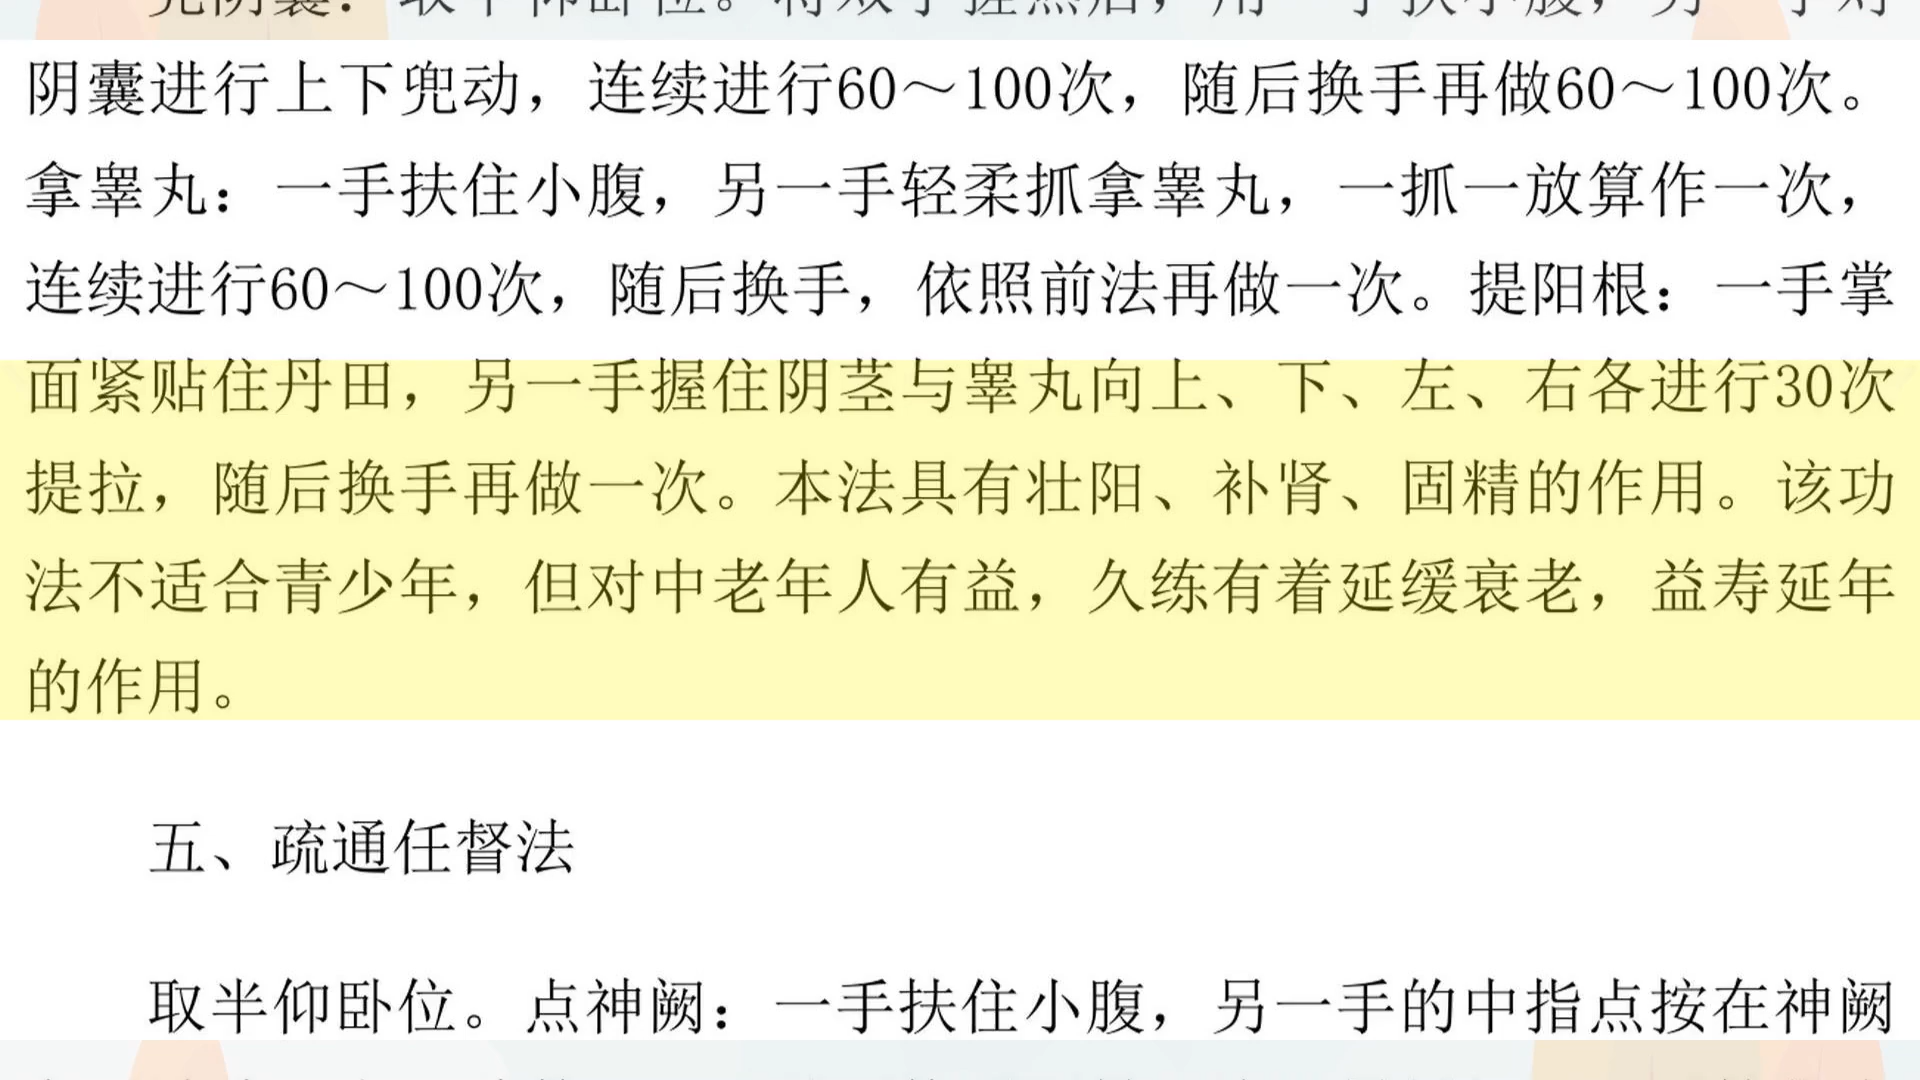 阴囊进行上下兜动，连续进行60～100次，随后换手再做60～100次。
拿睾丸：一手扶住小腹，另一手轻柔抓拿睾丸，一抓一放算作一次，
连续进行60～100次，随后换手，依照前法再做一次。提阳根：一手掌
面紧贴住丹田，另一手握住阴茎与睾丸向上、下、左、右各进行30次
提拉，随后换手再做一次。本法具有壮阳、补肾、固精的作用。该功
法不适合青少年，但对中老年人有益，久练有着延缓衰老，益寿延年
的作用。
五、疏通任督法
取半仰卧位。点神阙：一手扶住小腹，另一手的中指点按在神阙